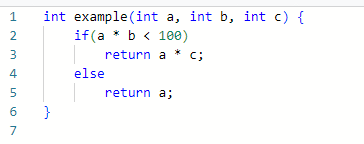 1 int example(int a, int b, int c) {
2     if(a * b < 100)
3         return a * c;
4     else
5         return a;
6 }
7